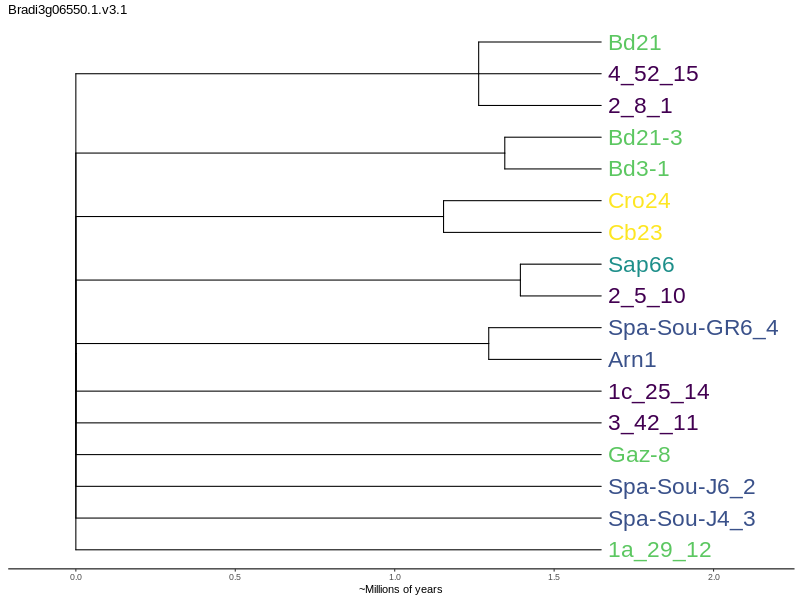 Bradi3g06550.1.v3.1
Bd21
4_52_15
2_8_1
Bd21-3
Bd3-1
Cro24
Cb23
Sap66
2_5_10
Spa-Sou-GR6_4
Arn1
1c_25_14
3_42_11
Gaz-8
Spa-Sou-J6_2
Spa-Sou-J4_3
1a_29_12
0.0 0.5 1.0 1.5 2.0
~Millions of years